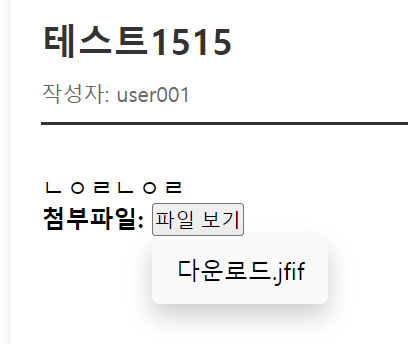 테스트1515
작성자: user001
ㄴㅇㄹㄴㅇㄹ
첨부파일: 파일 보기
다운로드.jfif